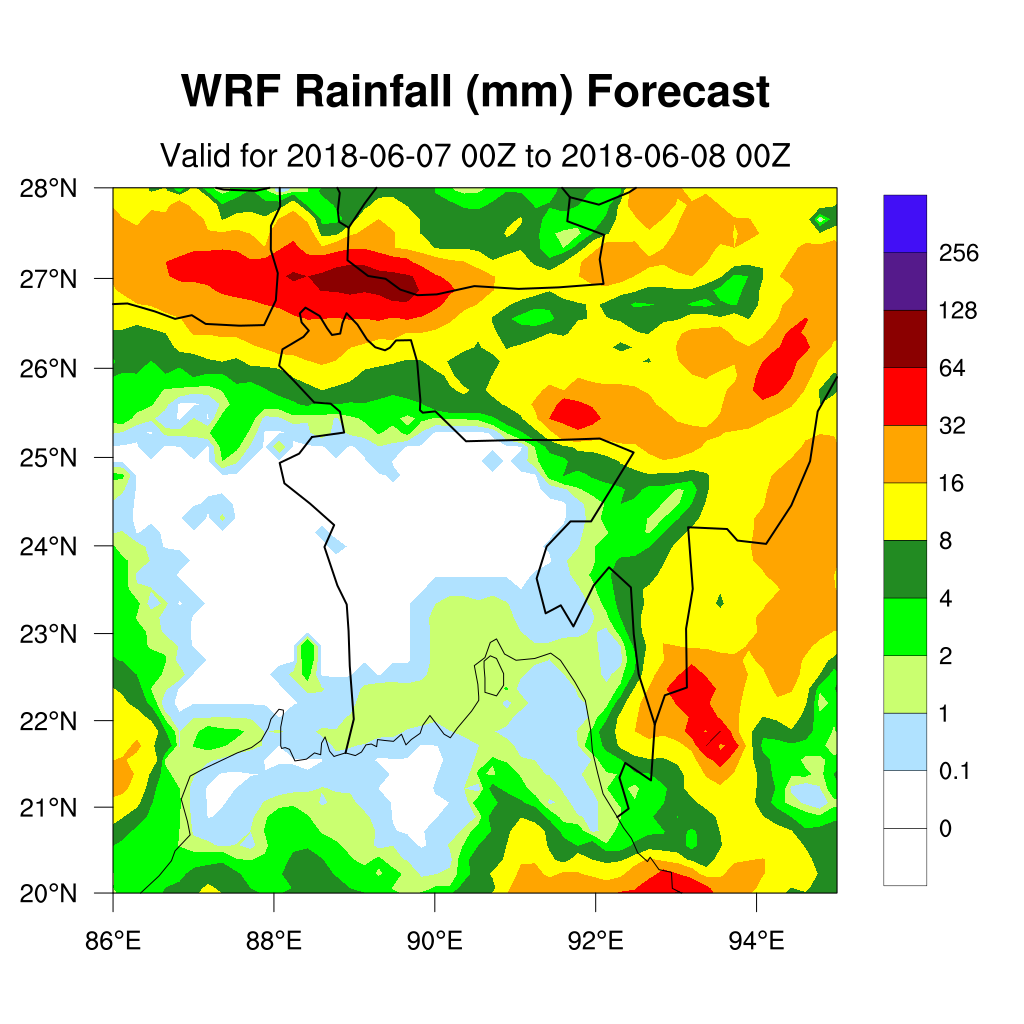 WRF Rainfall (mm) Forecast
Valid for 2018-06-07 00Z to 2018-06-08 00Z
28°N
27°N
26°N
25°N
24°N
23°N
22°N
21°N
20°N
86°E 88°E 90°E 92°E 94°E
256
128
64
32
16
8
4
2
1
0.1
0